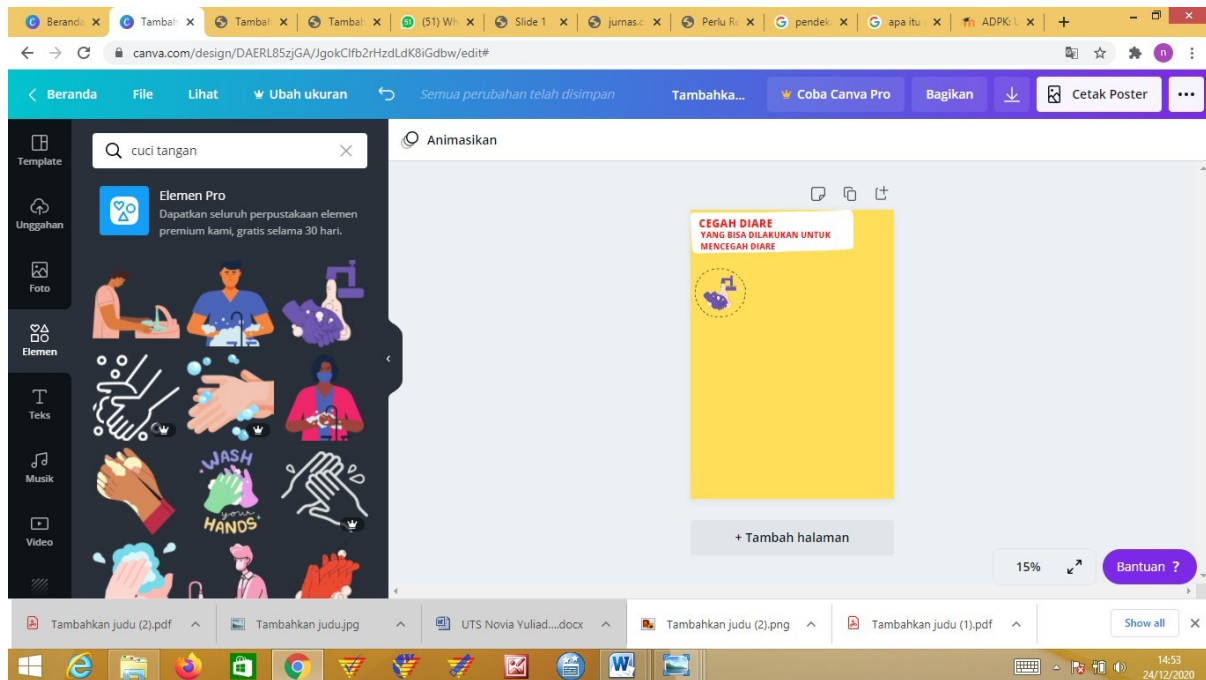 Beranda
Tambah
Tambah
Tambah
(51) Wh
Slide 1
jurnas.c
Perlu Re
pendek
apa itu
ADPK: L
canva.com/design/DAERL85zjGA/JgokClfb2rHzdLdK8iGdbw/edit#
n
Beranda
File
Lihat
Ubah ukuran
Semua perubahan telah disimpan
Tambahka...
Coba Canva Pro
Bagikan
Cetak Poster
Template
Unggahan
Foto
Elemen
Teks
Musik
Video
cuci tangan
Elemen Pro
Dapatkan seluruh perpustakaan elemen
premium kami, gratis selama 30 hari.
WASH
your
HANDS
Animasikan
CEGAH DIARE
YANG BISA DILAKUKAN UNTUK
MENCEGAH DIARE
+ Tambah halaman
15%
Bantuan ?
Tambahkan judu (2).pdf
Tambahkan judu.jpg
UTS Novia Yuliad....docx
Tambahkan judu (2).png
Tambahkan judu (1).pdf
Show all
14:53
24/12/2020